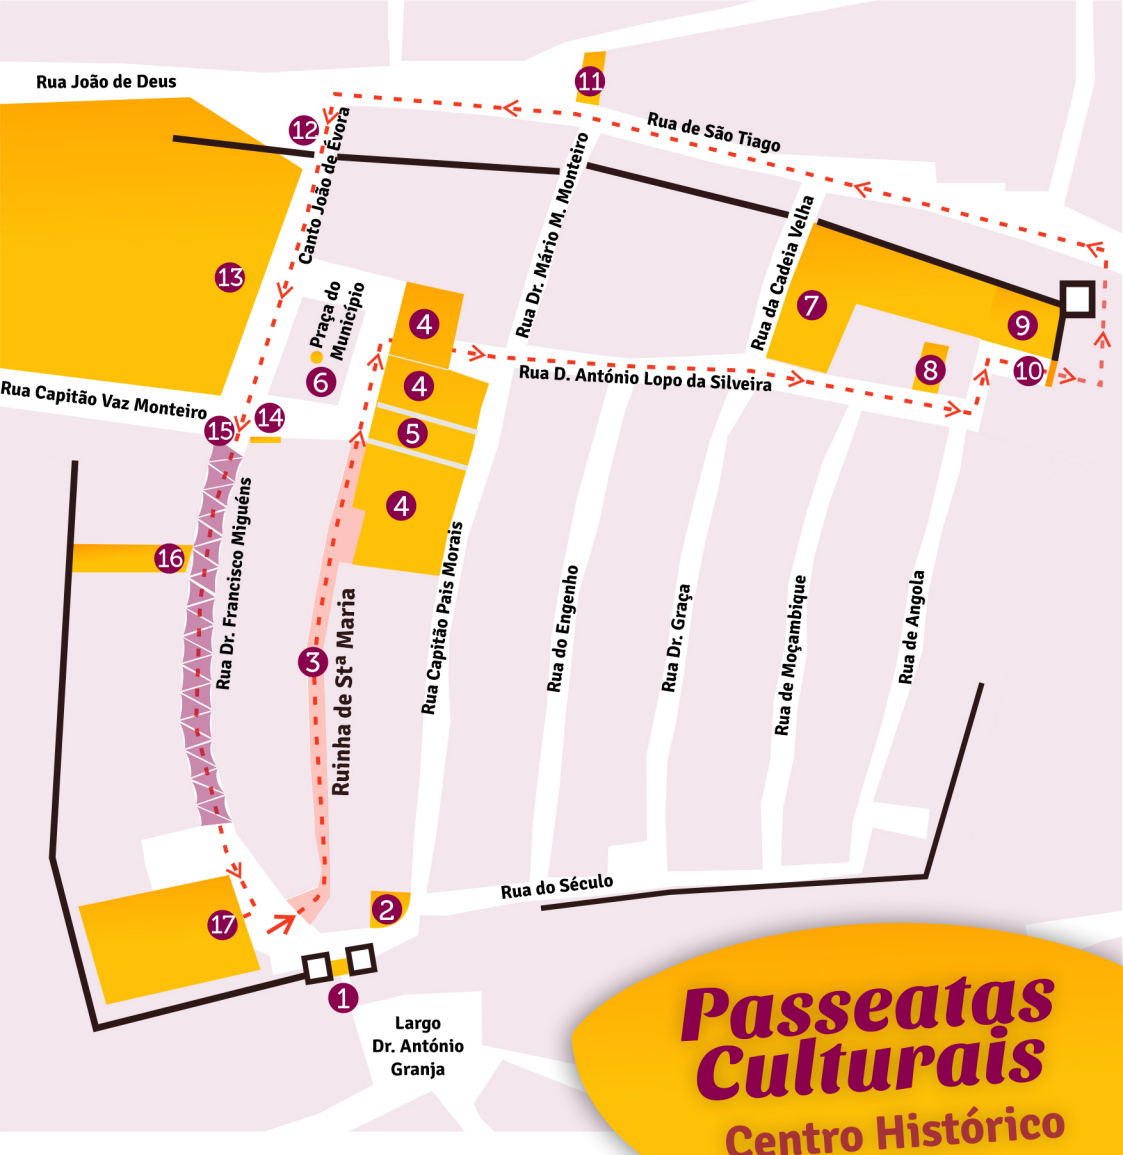 11
Rua João de Deus
Rua de São Tiago
12
Canto João de Évora
Rua Dr. Mário M. Monteiro
Rua da Cadeia Velha
13
Praça do
Município
4
7
9
6
4
Rua D. António Lopo da Silveira
8
10
Rua Capitão Vaz Monteiro
14
15
5
4
16
Rua Dr. Francisco Miguéns
3
Ruinha de Stª Maria
Rua Capitão Pais Morais
Rua do Engenho
Rua Dr. Graça
Rua de Moçambique
Rua de Angola
Rua do Século
2
17
1
Largo
Dr. António
Granja
Passeatas
Culturais
Centro Histórico